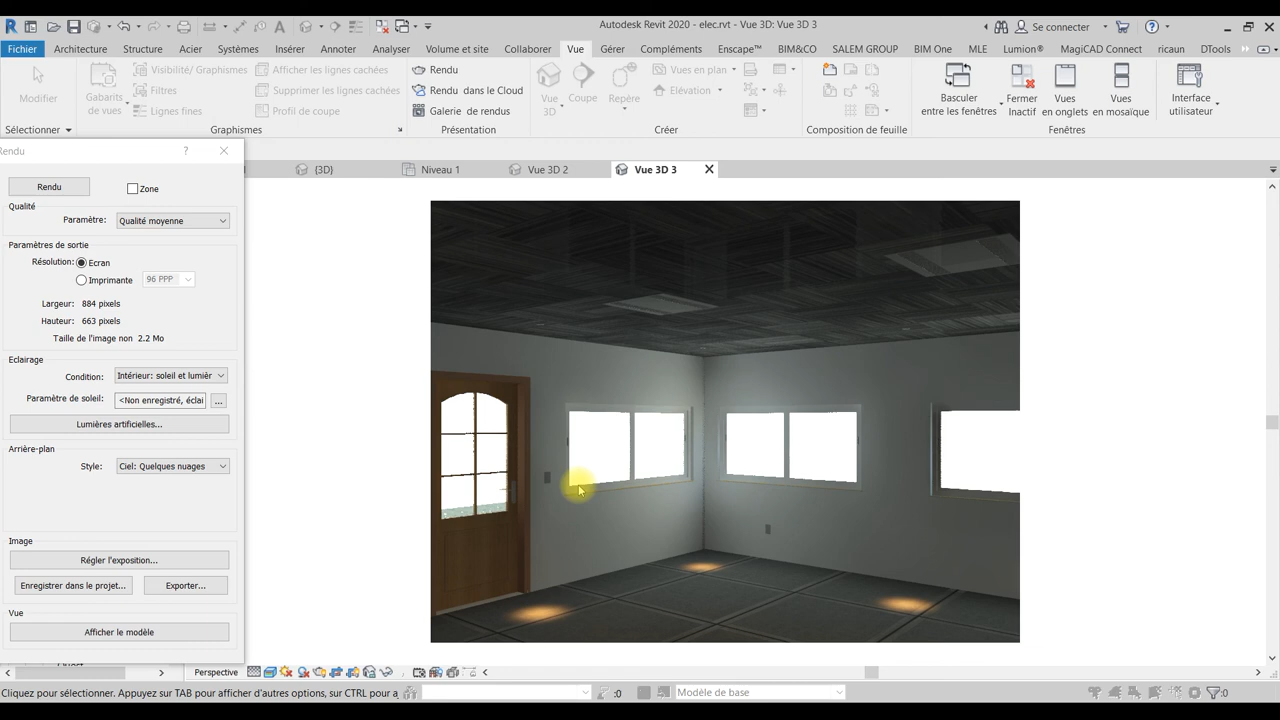 Autodesk Revit 2020 - elec.rvt - Vue 3D: Vue 3D 3
Se connecter
Fichier Architecture Structure Acier Systèmes Insérer Annoter Analyser Volume et site Collaborer Vue Gérer Compléments Enscape™ BIM&CO SALEM GROUP BIM One MLE Lumion® MagiCAD Connect ricaun DTools
Modifier
Gabarits de vues
Visibilité/ Graphismes
Filtres
Lignes fines
Afficher les lignes cachées
Supprimer les lignes cachées
Profil de coupe
Rendu
Rendu dans le Cloud
Galerie de rendus
Vue 3D
Coupe
Repère
Vues en plan
Elévation
Basculer entre les fenêtres
Fermer Inactif
Vues en onglets
Vues en mosaïque
Interface utilisateur
Sélectionner Graphismes Présentation Créer Composition de feuille Fenêtres
Rendu ?
{3D} Niveau 1 Vue 3D 2 Vue 3D 3
Rendu Zone
Qualité
Paramètre: Qualité moyenne
Paramètres de sortie
Résolution: Ecran
Imprimante 96 PPP
Largeur: 884 pixels
Hauteur: 663 pixels
Taille de l'image non 2.2 Mo
Eclairage
Condition: Intérieur: soleil et lumièr
Paramètre de soleil: <Non enregistré, éclai ...
Lumières artificielles...
Arrière-plan
Style: Ciel: Quelques nuages
Image
Régler l'exposition...
Enregistrer dans le projet... Exporter...
Vue
Afficher le modèle
Perspective
Cliquez pour sélectionner. Appuyez sur TAB pour afficher d'autres options, sur CTRL pour a :0 Modèle de base :0